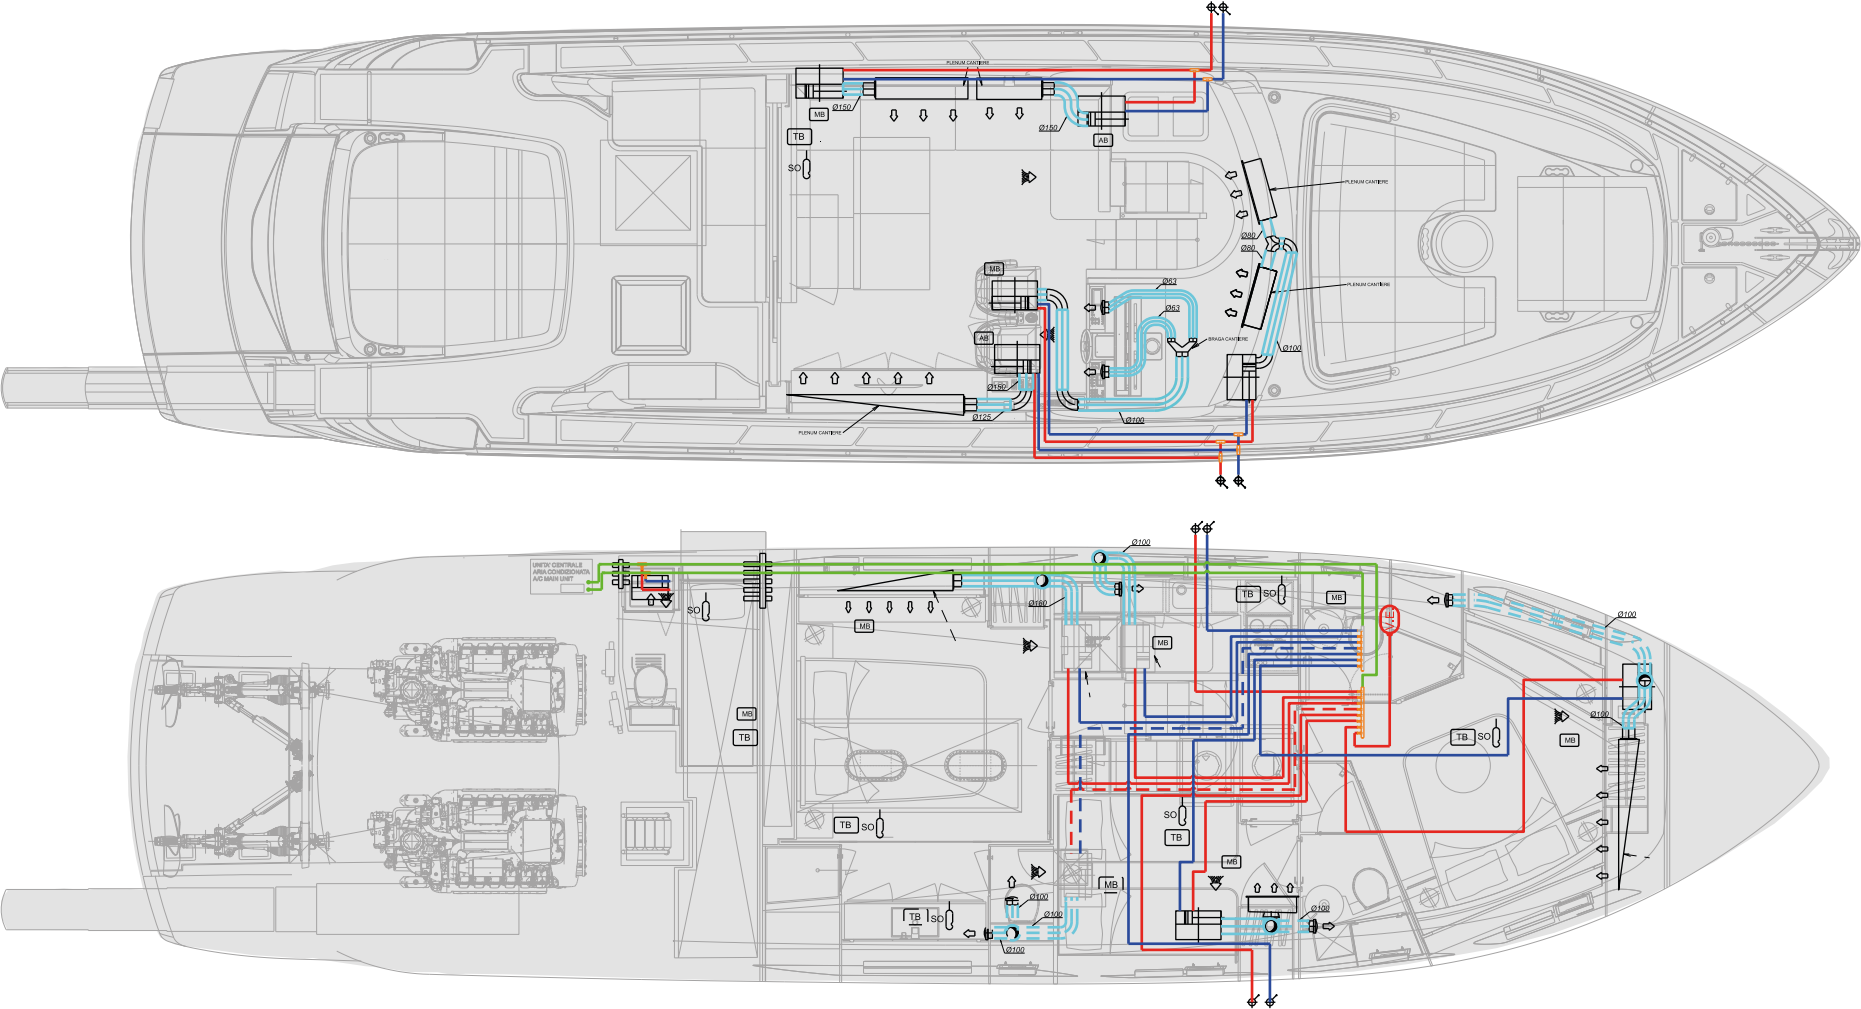 PLENUM CANTIERE
Ø150
MB
TB
SO
Ø150
AB
PLENUM CANTIERE
Ø80
Ø80
MB
Ø63
PLENUM CANTIERE
Ø63
AB
BRAGA CANTIERE
Ø100
Ø150
Ø125
Ø100
PLENUM CANTIERE
Ø100
UNITA' CENTRALE
ARIA CONDIZIONATA
A/C MAIN UNIT
SO
TB
SO
MB
Ø160
MB
V.E
Ø100
MB
MB
TB
Ø100
TB
SO
MB
TB
SO
SO
TB
MB
MB
Ø100
TB
SO
Ø100
Ø100
Ø100